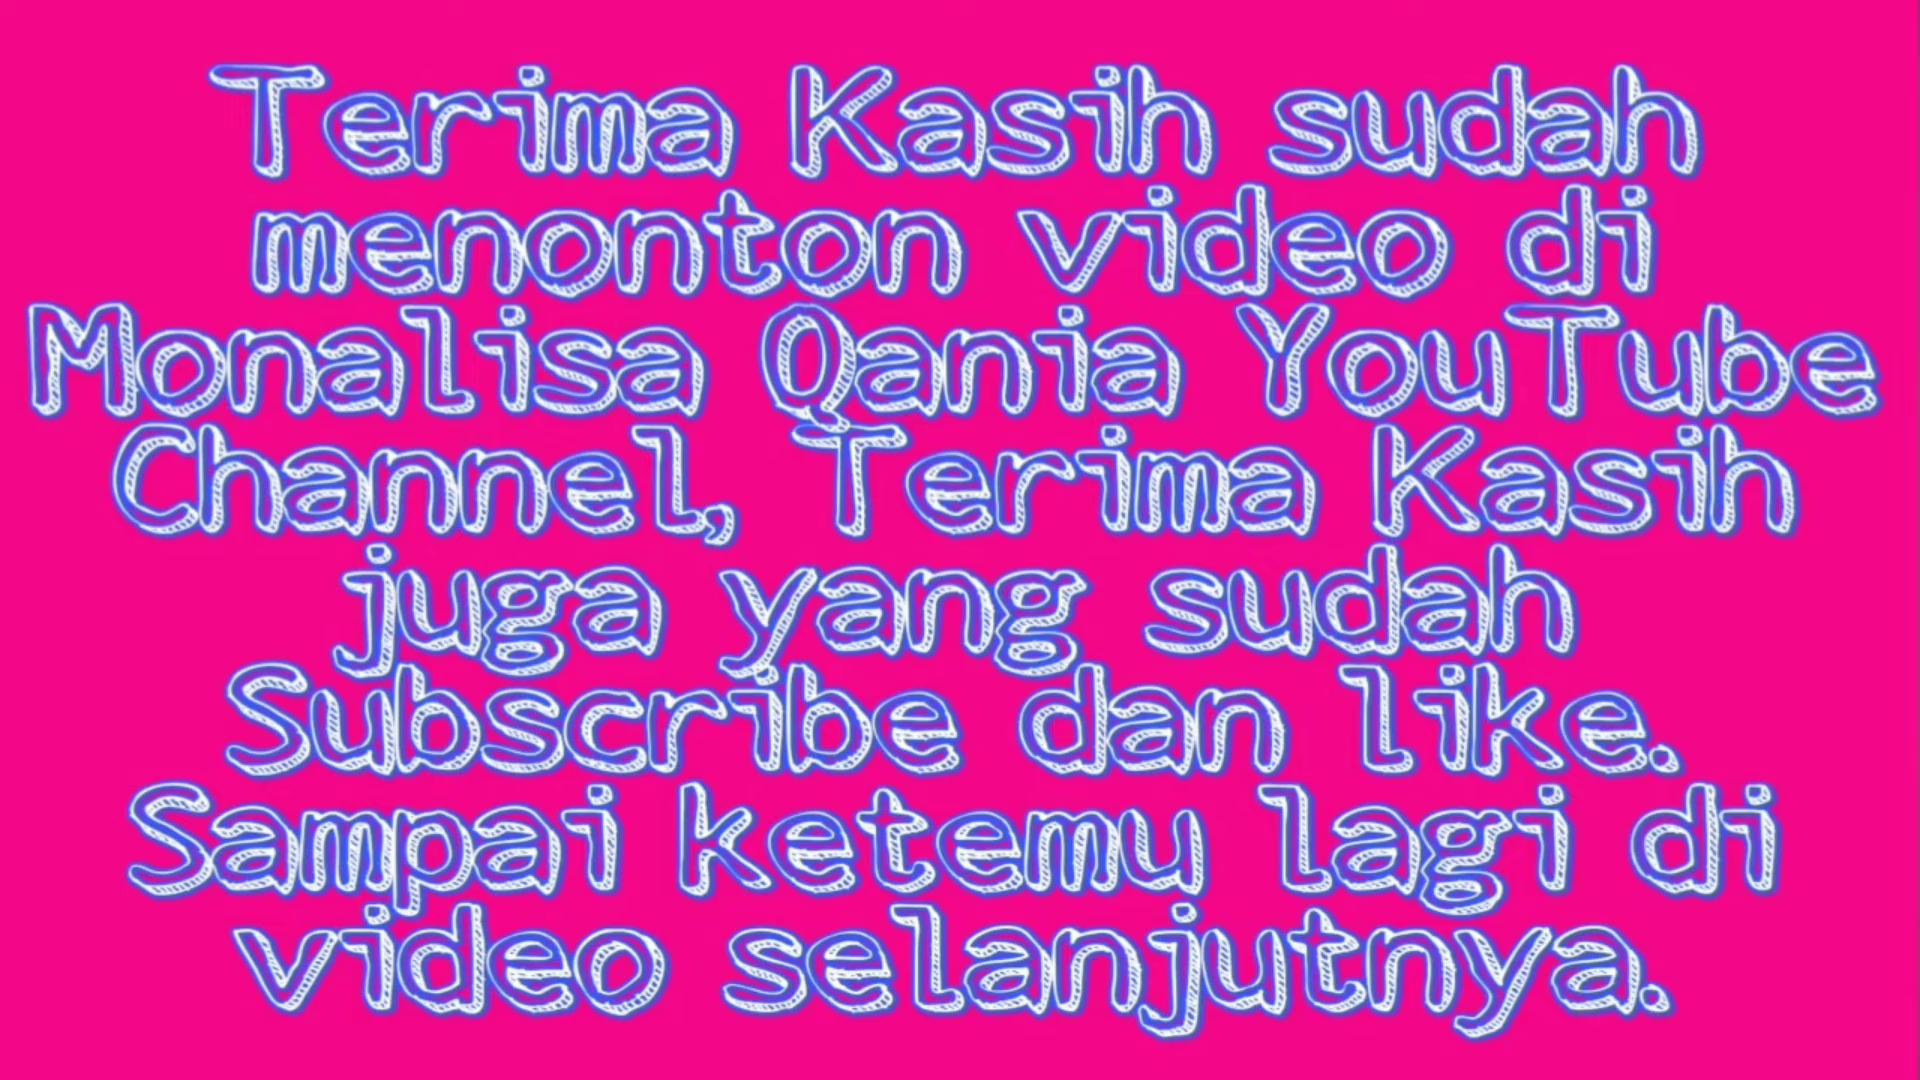 Terima Kasih sudah
menonton video di
Monalisa Qania YouTube
Channel, Terima Kasih
juga yang sudah
Subscribe dan like.
Sampai ketemu lagi di
video selanjutnya.